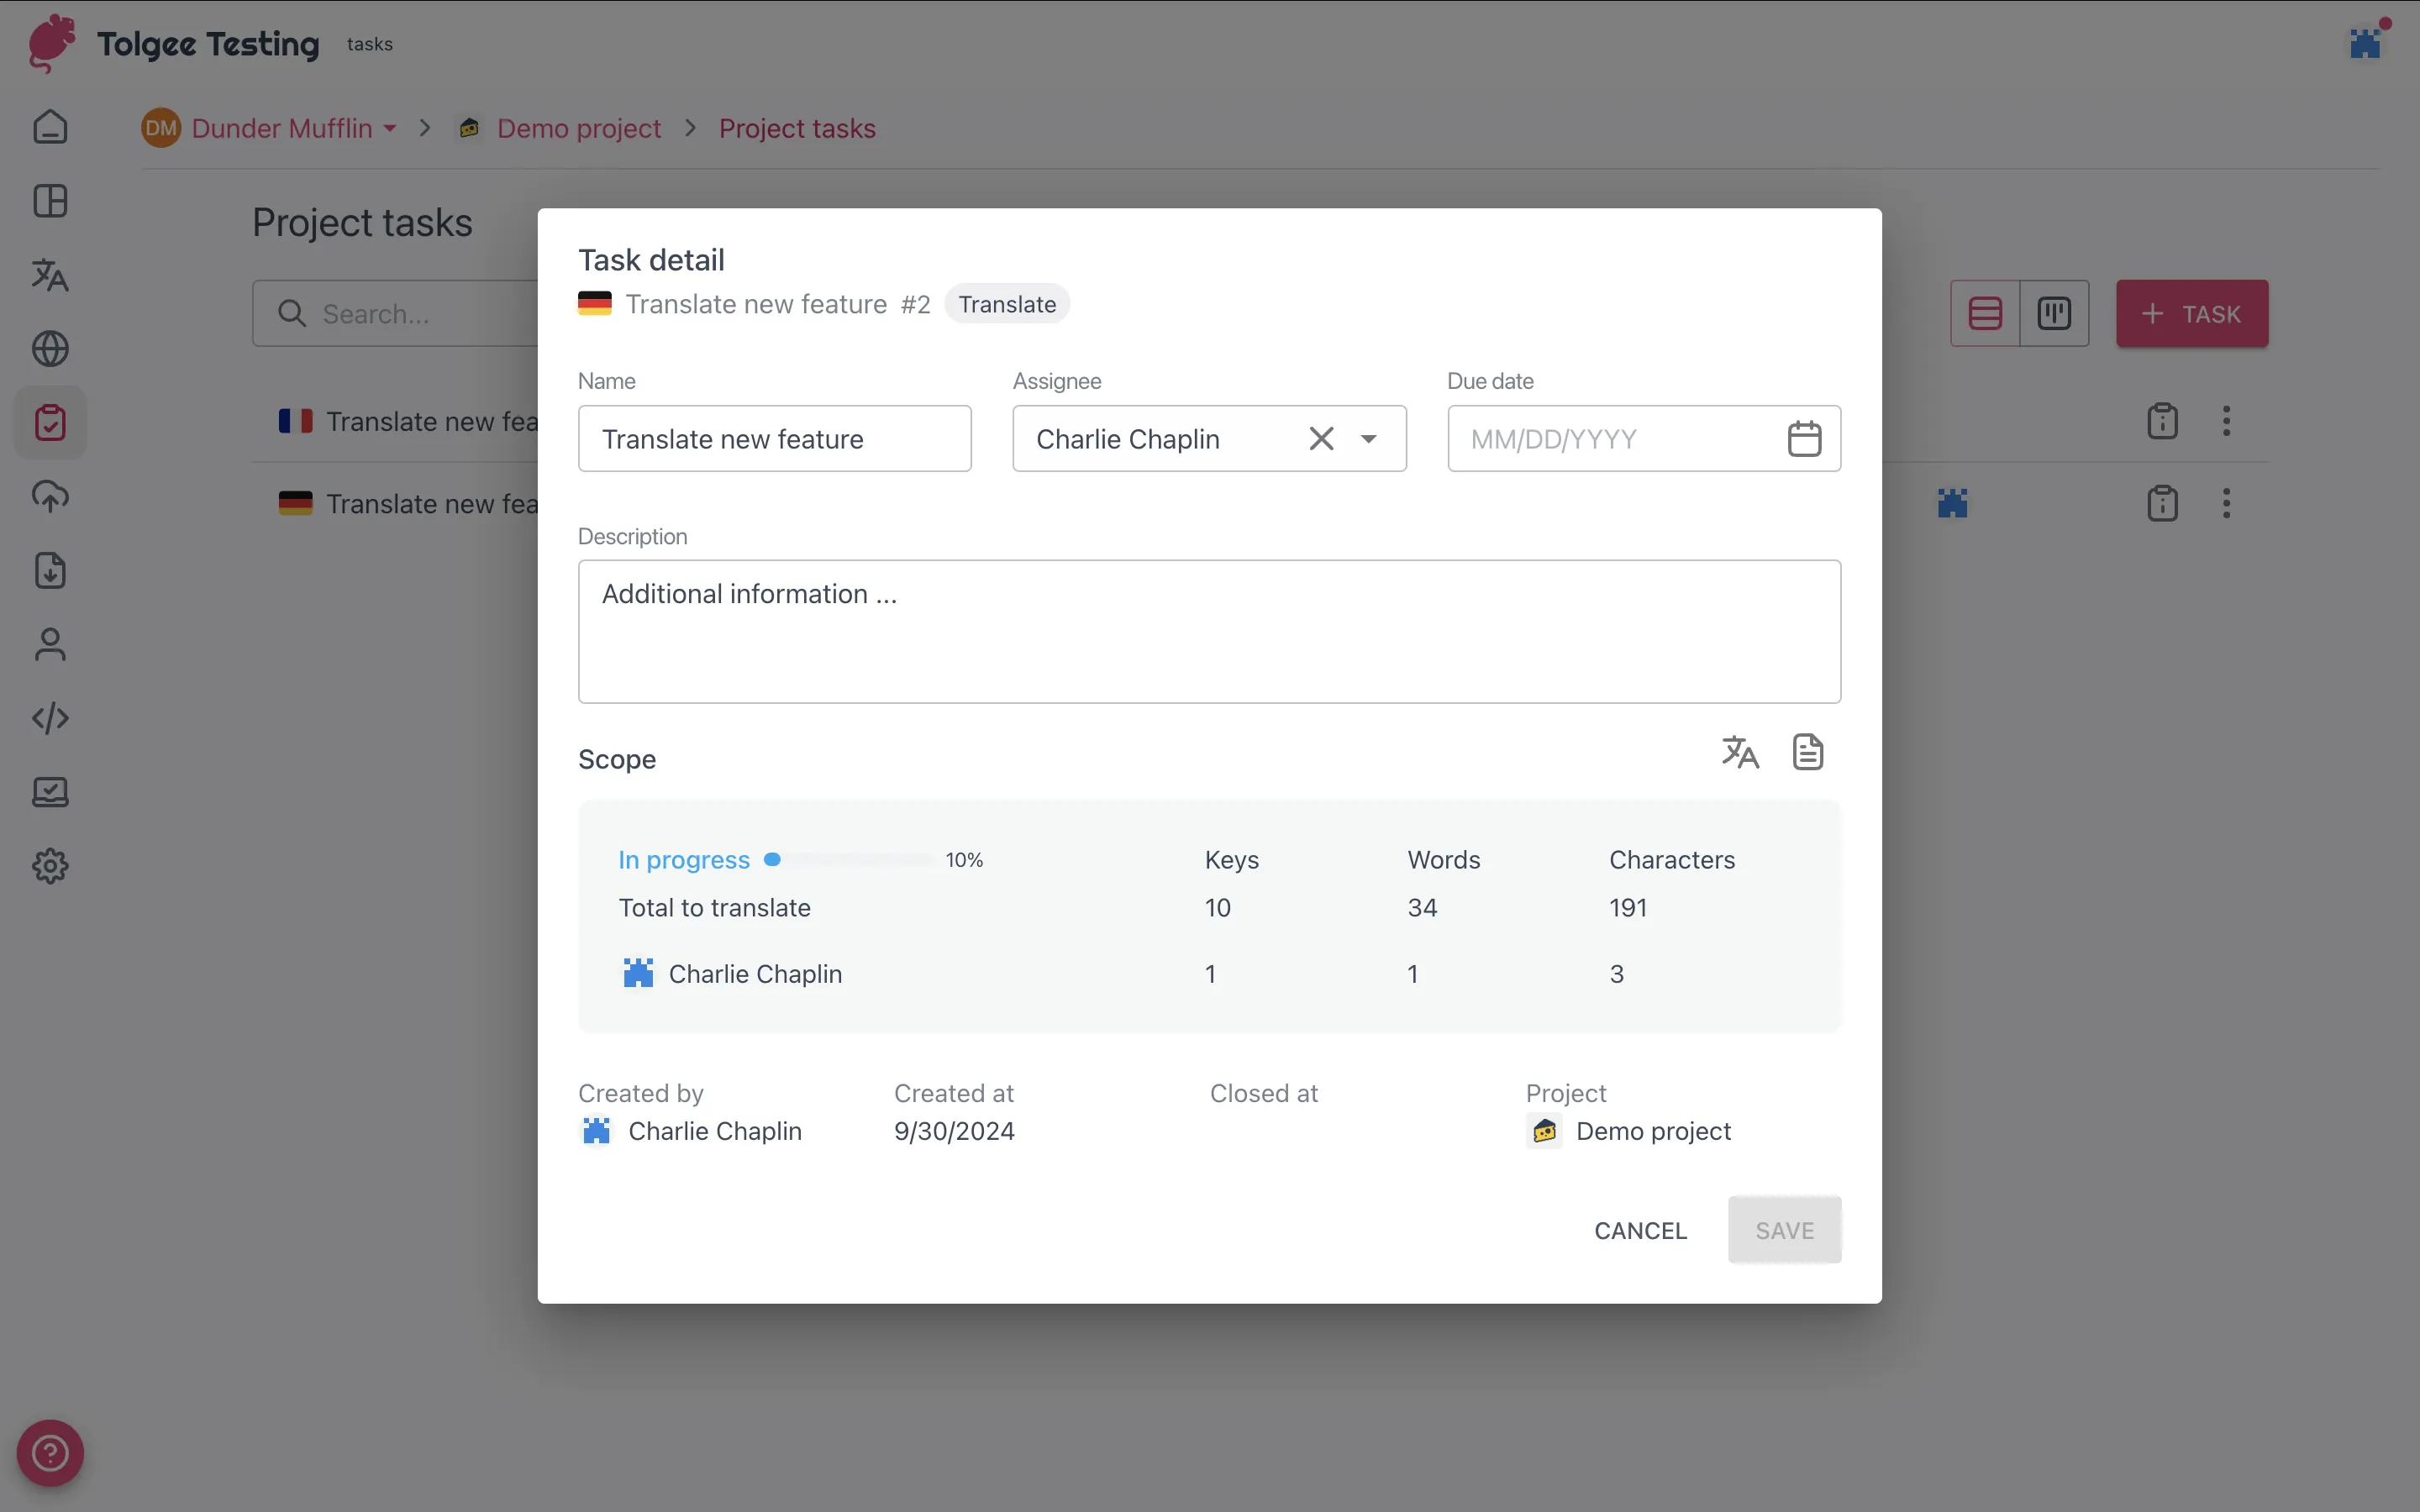 Tolgee Testing tasks
DM Dunder Mufflin > Demo project > Project tasks
Project tasks
Search...
+ TASK
Translate new fea
Translate new fea
Task detail
Translate new feature #2 Translate
Name Assignee Due date
Translate new feature Charlie Chaplin MM/DD/YYYY
Description
Additional information ...
Scope
In progress 10% Keys Words Characters
Total to translate 10 34 191
Charlie Chaplin 1 1 3
Created by Created at Closed at Project
Charlie Chaplin 9/30/2024 Demo project
CANCEL SAVE